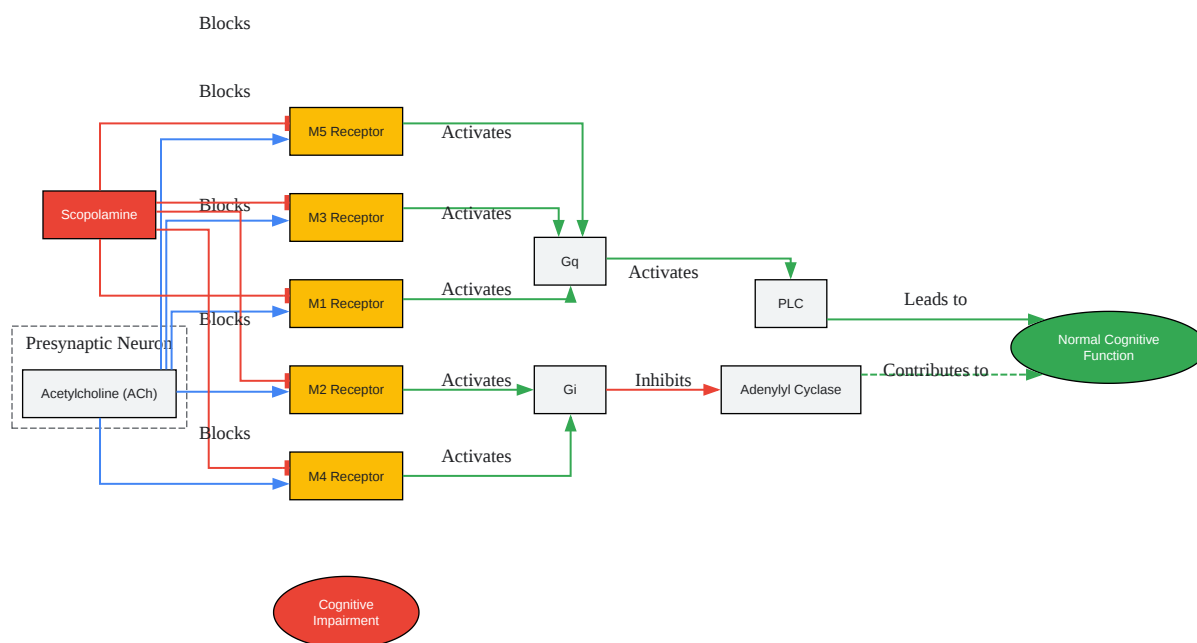 Blocks
Blocks
M5 Receptor
Activates
Scopolamine
Blocks
M3 Receptor
Activates
Gq
Activates
M1 Receptor
Activates
PLC
Leads to
Blocks
Presynaptic Neuron
Normal Cognitive
Function
Acetylcholine (ACh)
M2 Receptor
Activates
Gi
Inhibits
Adenylyl Cyclase
Contributes to
Blocks
M4 Receptor
Activates
Cognitive
Impairment